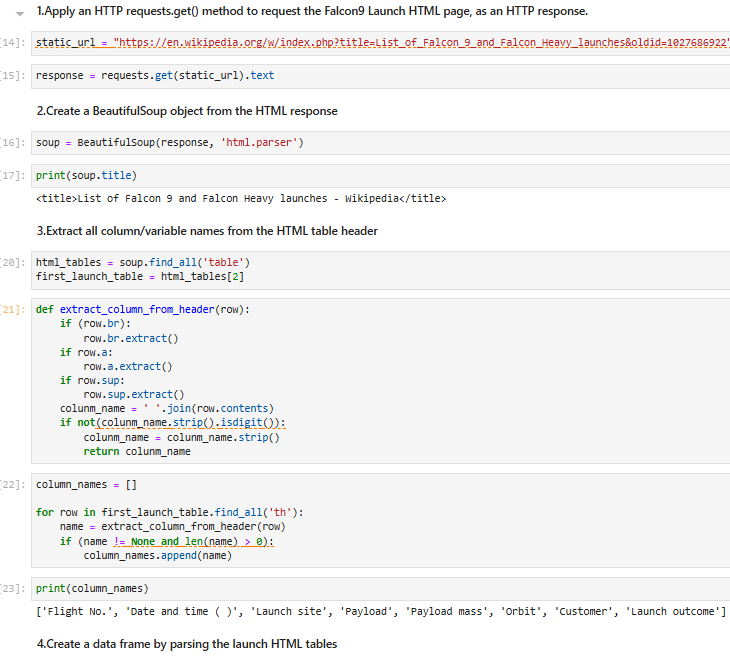 1.Apply an HTTP requests.get() method to request the Falcon9 Launch HTML page, as an HTTP response.
[14]: static_url = "https://en.wikipedia.org/w/index.php?title=List_of_Falcon_9_and_Falcon_Heavy_launches&oldid=1027686922"
[15]: response = requests.get(static_url).text
2.Create a BeautifulSoup object from the HTML response
[16]: soup = BeautifulSoup(response, 'html.parser')
[17]: print(soup.title)
<title>List of Falcon 9 and Falcon Heavy launches - Wikipedia</title>
3.Extract all column/variable names from the HTML table header
[20]: html_tables = soup.find_all('table')
first_launch_table = html_tables[2]
[21]: def extract_column_from_header(row):
    if (row.br):
        row.br.extract()
    if row.a:
        row.a.extract()
    if row.sup:
        row.sup.extract()
    colunm_name = ' '.join(row.contents)
    if not(colunm_name.strip().isdigit()):
        colunm_name = colunm_name.strip()
        return colunm_name
[22]: column_names = []
for row in first_launch_table.find_all('th'):
    name = extract_column_from_header(row)
    if (name != None and len(name) > 0):
        column_names.append(name)
[23]: print(column_names)
['Flight No.', 'Date and time ( )', 'Launch site', 'Payload', 'Payload mass', 'Orbit', 'Customer', 'Launch outcome']
4.Create a data frame by parsing the launch HTML tables